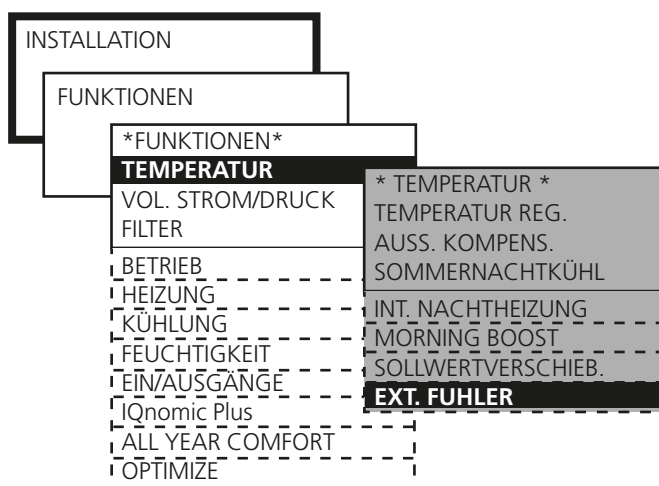 INSTALLATION
FUNKTIONEN
*FUNKTIONEN*
TEMPERATUR
VOL. STROM/DRUCK
FILTER
BETRIEB
HEIZUNG
KÜHLUNG
FEUCHTIGKEIT
EIN/AUSGÄNGE
IQnomic Plus
ALL YEAR COMFORT
OPTIMIZE
* TEMPERATUR *
TEMPERATUR REG.
AUSS. KOMPENS.
SOMMERNACHTKÜHL
INT. NACHTHEIZUNG
MORNING BOOST
SOLLWERTVERSCHIEB.
EXT. FUHLER